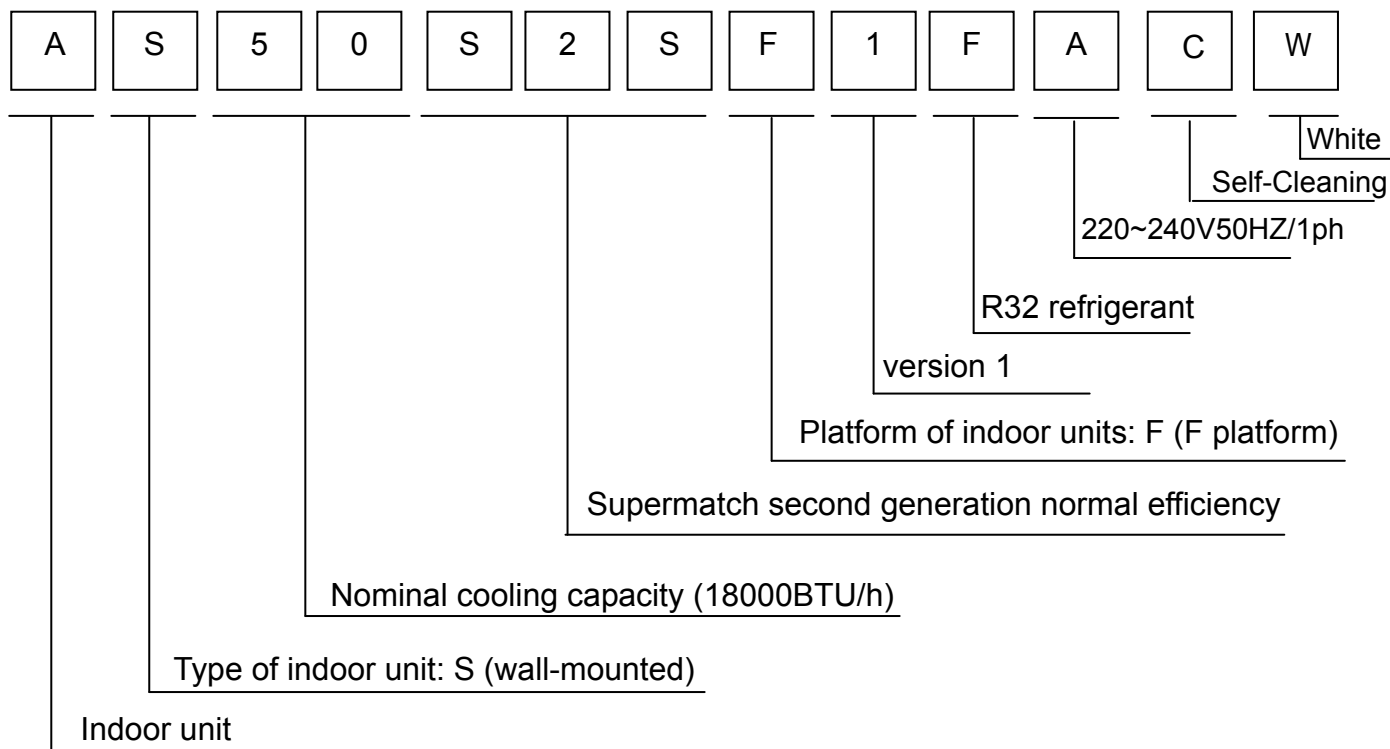 A S 5 0 S 2 S F 1 F A C W
White
Self-Cleaning
220~240V50HZ/1ph
R32 refrigerant
version 1
Platform of indoor units: F (F platform)
Supermatch second generation normal efficiency
Nominal cooling capacity (18000BTU/h)
Type of indoor unit: S (wall-mounted)
Indoor unit